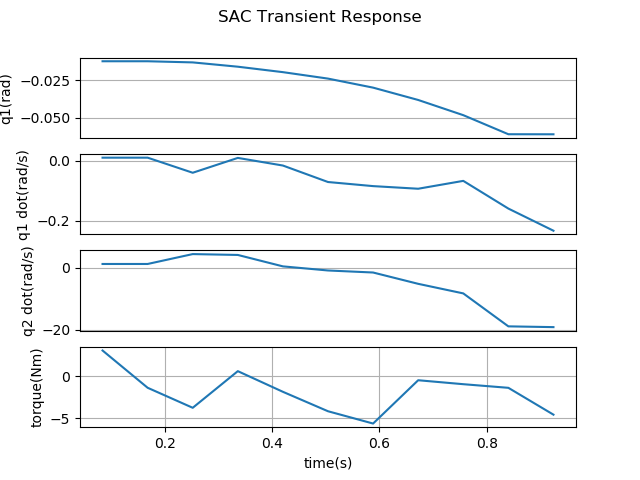 SAC Transient Response
q1(rad)
−0.025
−0.050
q1 dot(rad/s)
0.0
−0.2
q2 dot(rad/s)
0
−20
torque(Nm)
0
−5
0.2 0.4 0.6 0.8
time(s)